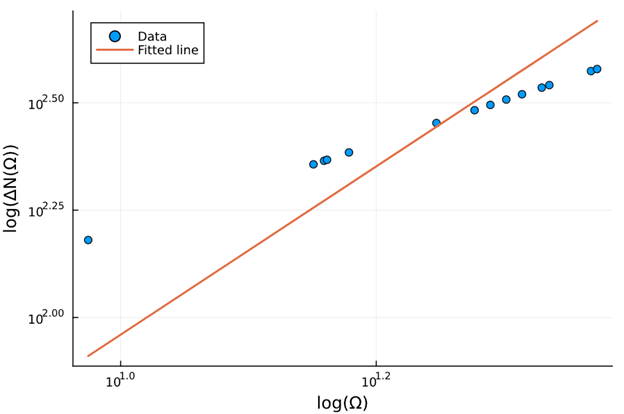 Data
Fitted line
10^2.50
10^2.25
10^2.00
log(ΔN(Ω))
10^1.0 10^1.2
log(Ω)